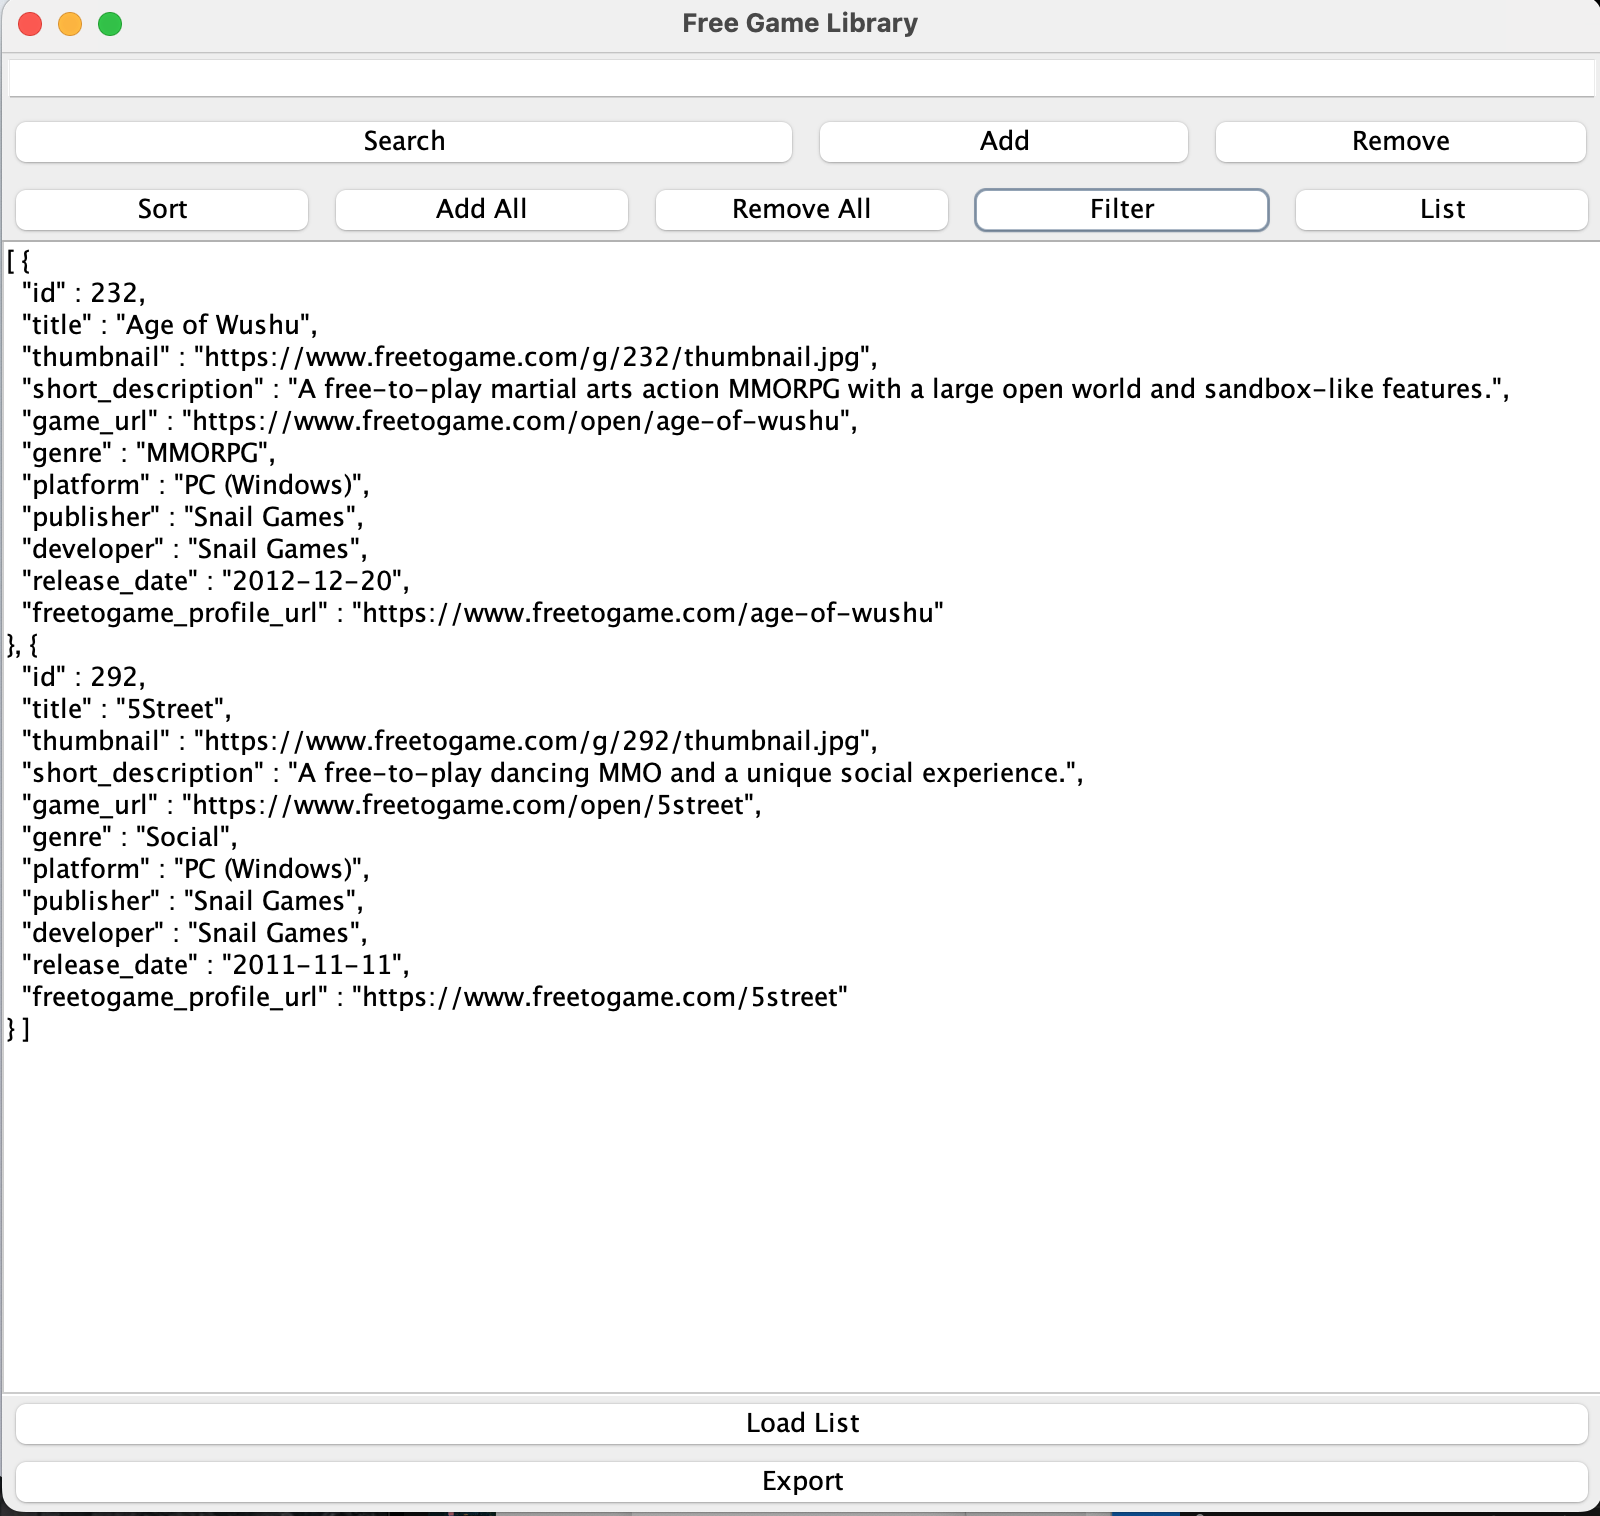 Free Game Library
Search Add Remove
Sort Add All Remove All Filter List
[ {
  "id" : 232,
  "title" : "Age of Wushu",
  "thumbnail" : "https://www.freetogame.com/g/232/thumbnail.jpg",
  "short_description" : "A free-to-play martial arts action MMORPG with a large open world and sandbox-like features.",
  "game_url" : "https://www.freetogame.com/open/age-of-wushu",
  "genre" : "MMORPG",
  "platform" : "PC (Windows)",
  "publisher" : "Snail Games",
  "developer" : "Snail Games",
  "release_date" : "2012-12-20",
  "freetogame_profile_url" : "https://www.freetogame.com/age-of-wushu"
}, {
  "id" : 292,
  "title" : "5Street",
  "thumbnail" : "https://www.freetogame.com/g/292/thumbnail.jpg",
  "short_description" : "A free-to-play dancing MMO and a unique social experience.",
  "game_url" : "https://www.freetogame.com/open/5street",
  "genre" : "Social",
  "platform" : "PC (Windows)",
  "publisher" : "Snail Games",
  "developer" : "Snail Games",
  "release_date" : "2011-11-11",
  "freetogame_profile_url" : "https://www.freetogame.com/5street"
} ]
Load List
Export